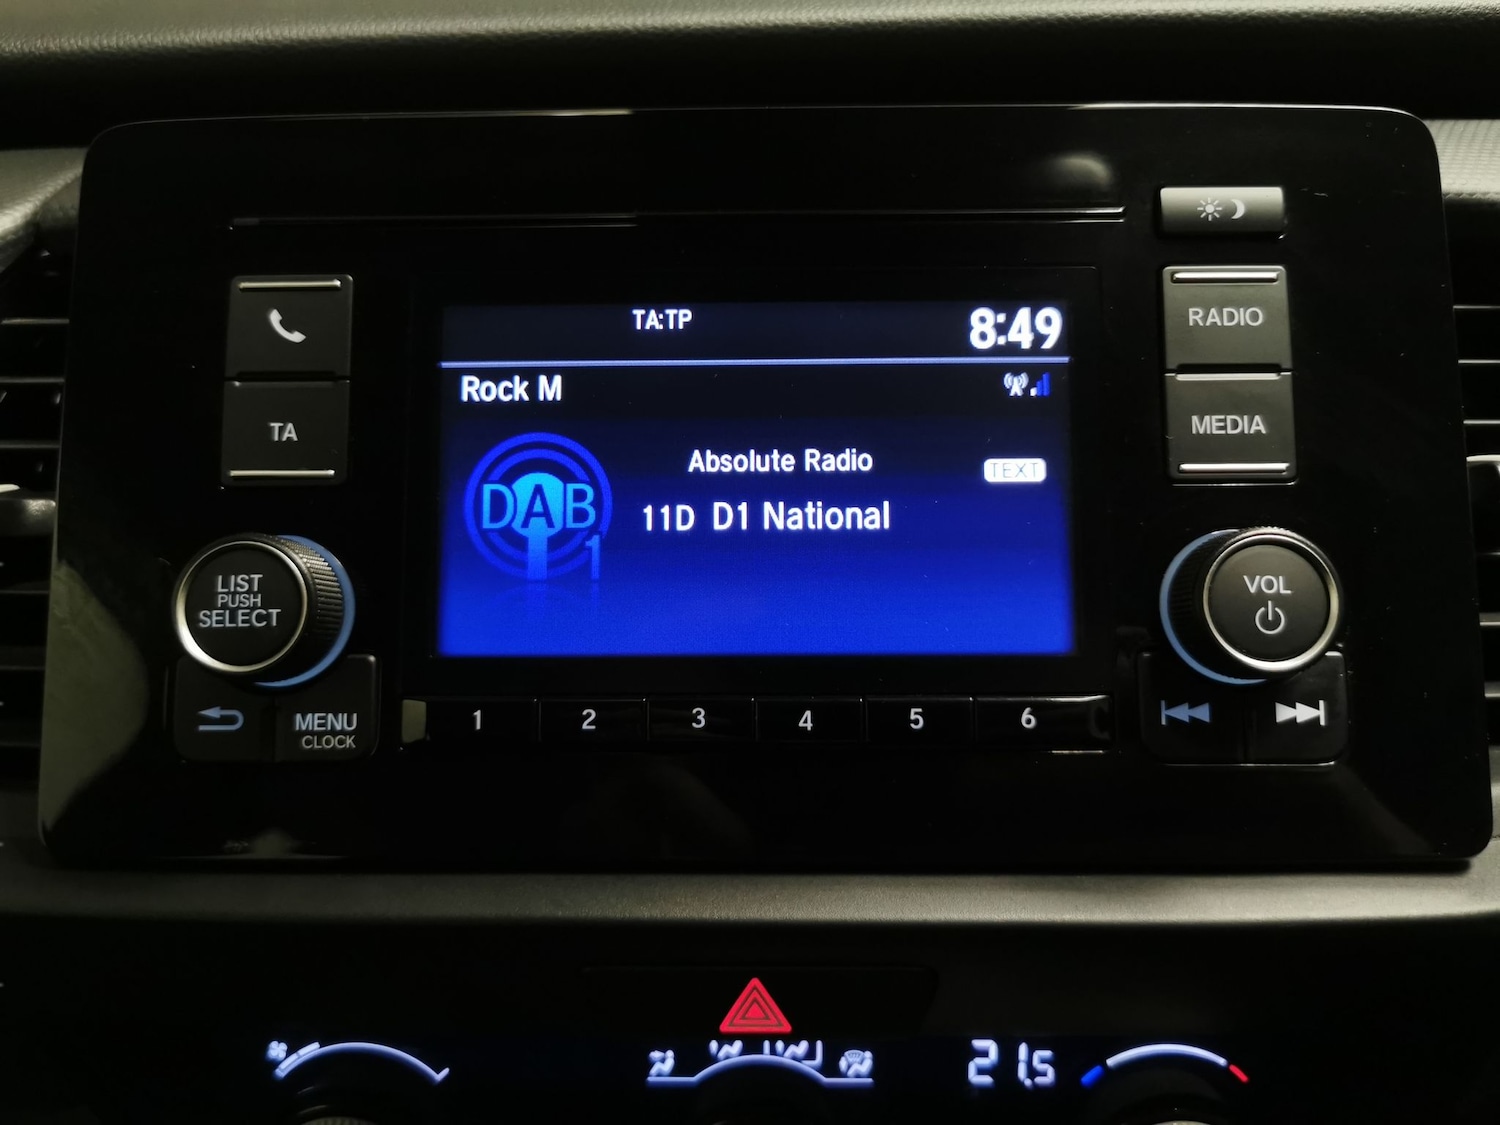 TA:TP
8:49
Rock M
Absolute Radio
TEXT
11D D1 National
DAB
1
TA
RADIO
MEDIA
LIST
PUSH
SELECT
VOL
MENU
CLOCK
1 2 3 4 5 6
21.5